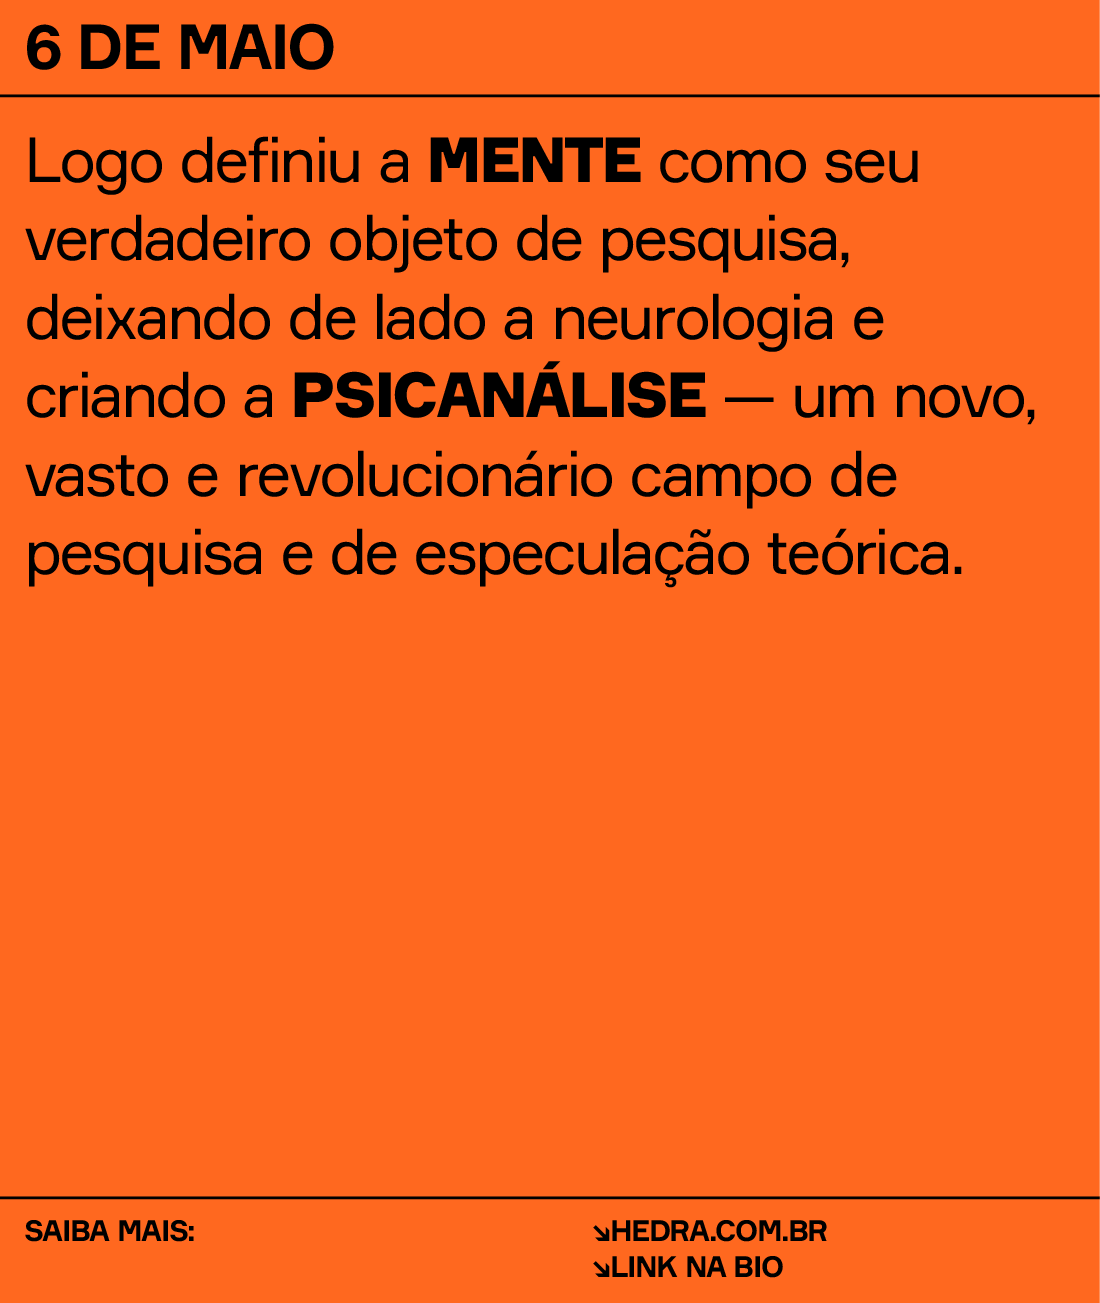 6 DE MAIO
Logo definiu a MENTE como seu
verdadeiro objeto de pesquisa,
deixando de lado a neurologia e
criando a PSICANÁLISE — um novo,
vasto e revolucionário campo de
pesquisa e de especulação teórica.
SAIBA MAIS:
↘HEDRA.COM.BR
↘LINK NA BIO